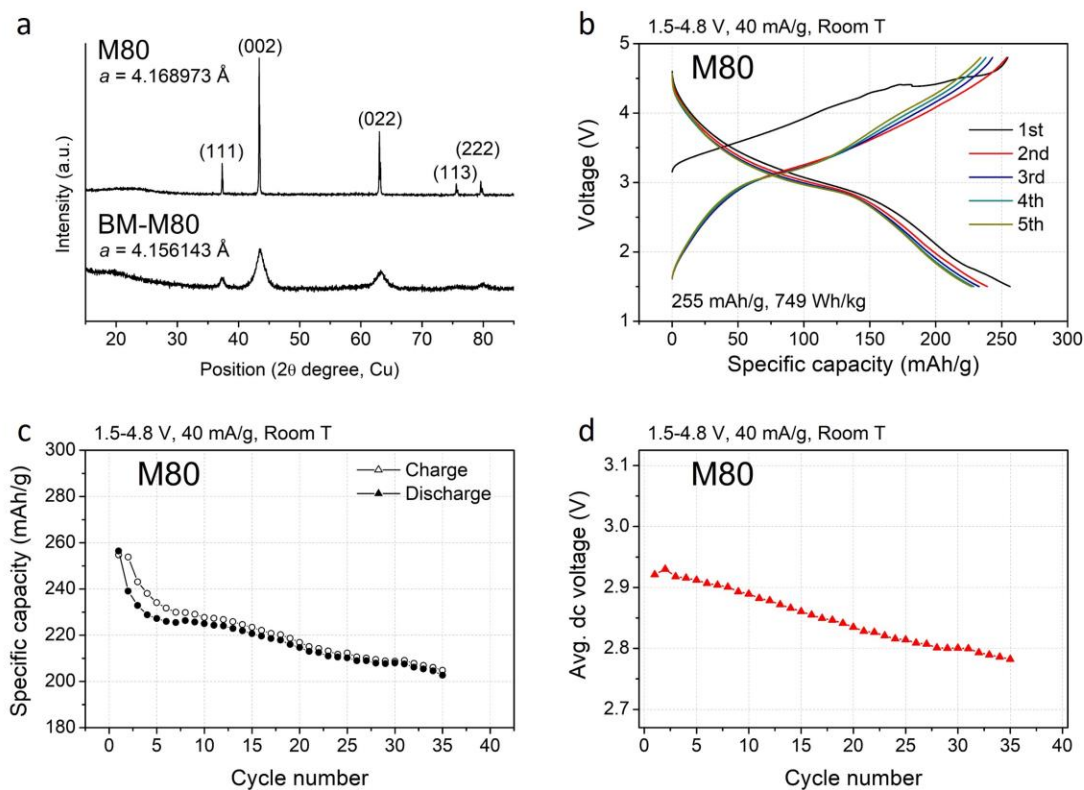 a
M80
a = 4.168973 Å
(111)
(002)
(022)
(113)
(222)
BM-M80
a = 4.156143 Å
Intensity (a.u.)
20
30
40
50
60
70
80
Position (2θ degree, Cu)
b
1.5-4.8 V, 40 mA/g, Room T
M80
5
4
3
2
1
Voltage (V)
1st
2nd
3rd
4th
5th
255 mAh/g, 749 Wh/kg
0
50
100
150
200
250
300
Specific capacity (mAh/g)
c
1.5-4.8 V, 40 mA/g, Room T
M80
Charge
Discharge
300
280
260
240
220
200
180
Specific capacity (mAh/g)
0
5
10
15
20
25
30
35
40
Cycle number
d
1.5-4.8 V, 40 mA/g, Room T
M80
3.1
3.0
2.9
2.8
2.7
Avg. dc voltage (V)
0
5
10
15
20
25
30
35
40
Cycle number